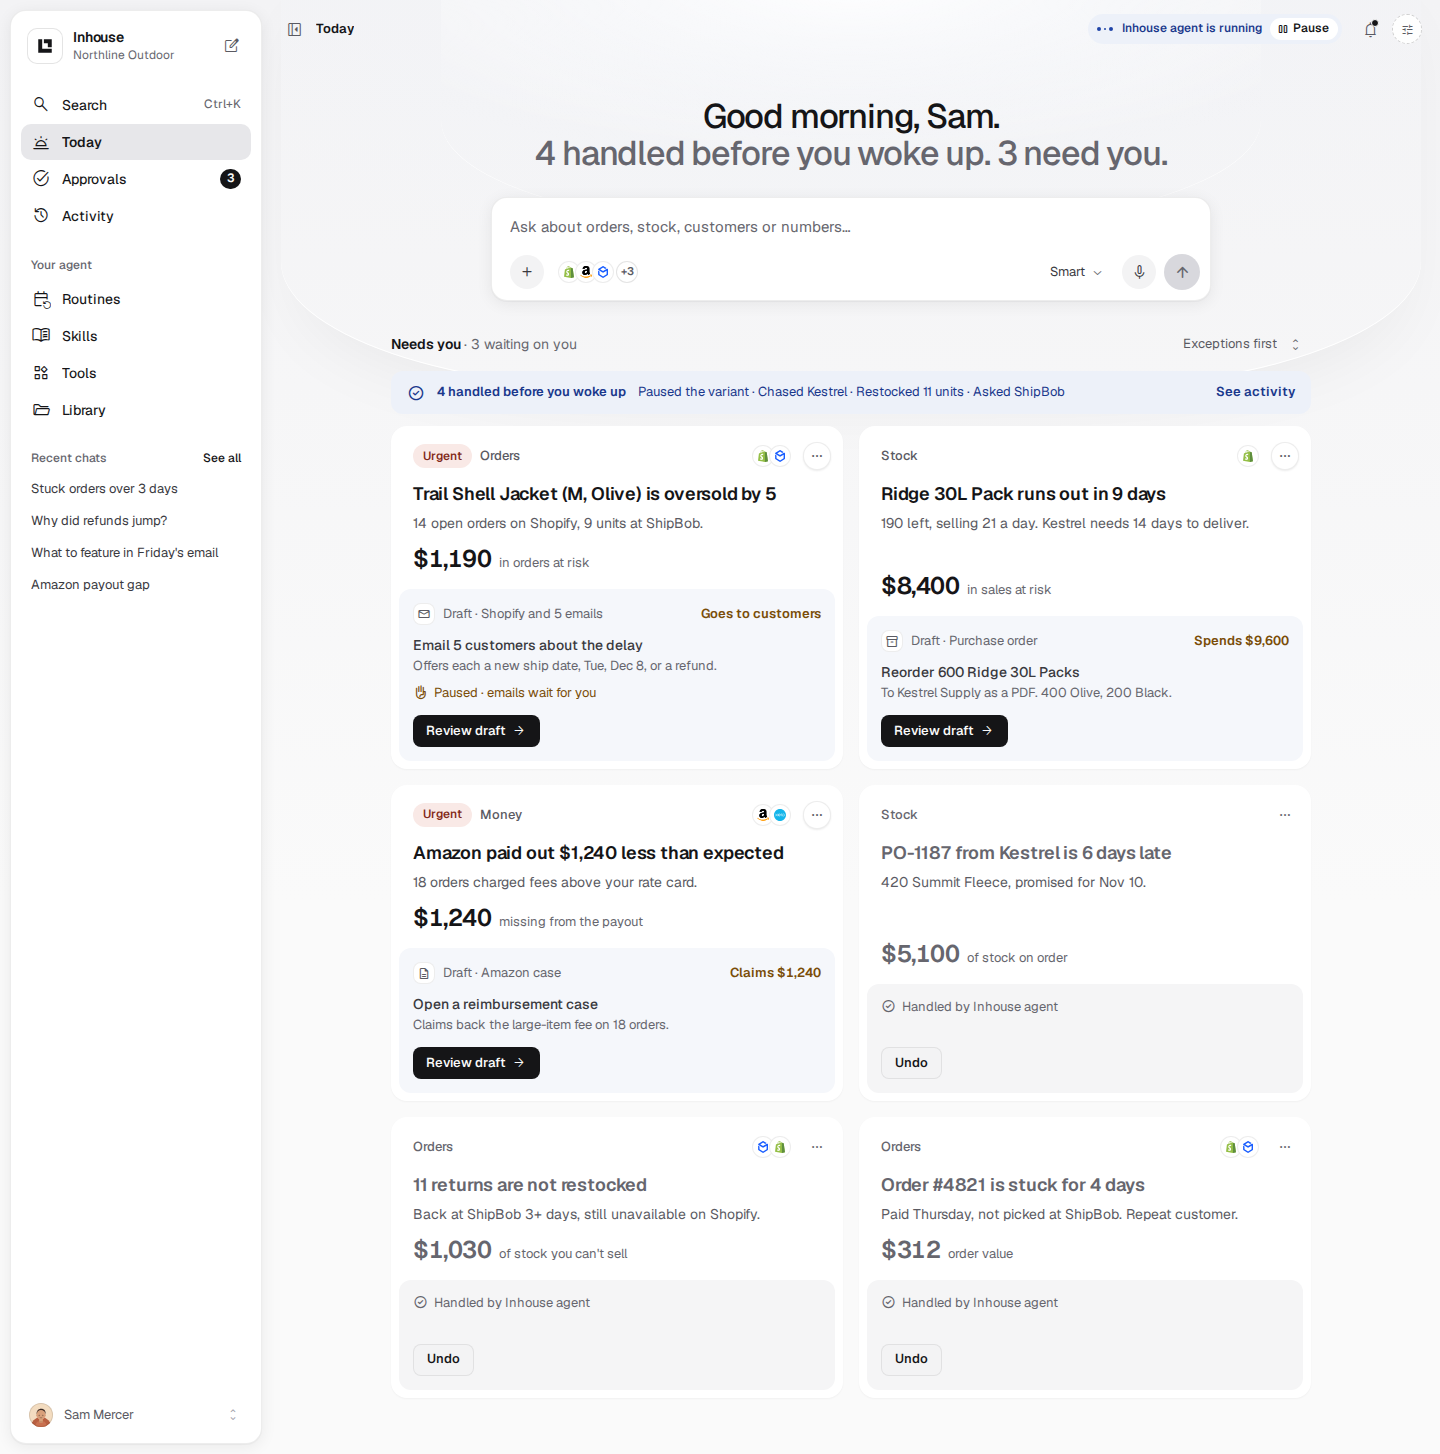 Inhouse
Northline Outdoor
Search
Ctrl+K
Today
Approvals
3
Activity
Your agent
Routines
Skills
Tools
Library
Recent chats
See all
Stuck orders over 3 days
Why did refunds jump?
What to feature in Friday's email
Amazon payout gap
Sam Mercer
Today
Inhouse agent is running
Pause
Good morning, Sam.
4 handled before you woke up. 3 need you.
Ask about orders, stock, customers or numbers...
+3
Smart
Needs you · 3 waiting on you
Exceptions first
4 handled before you woke up Paused the variant · Chased Kestrel · Restocked 11 units · Asked ShipBob
See activity
Urgent Orders
Trail Shell Jacket (M, Olive) is oversold by 5
14 open orders on Shopify, 9 units at ShipBob.
$1,190 in orders at risk
Draft · Shopify and 5 emails
Goes to customers
Email 5 customers about the delay
Offers each a new ship date, Tue, Dec 8, or a refund.
Paused · emails wait for you
Review draft
Stock
Ridge 30L Pack runs out in 9 days
190 left, selling 21 a day. Kestrel needs 14 days to deliver.
$8,400 in sales at risk
Draft · Purchase order
Spends $9,600
Reorder 600 Ridge 30L Packs
To Kestrel Supply as a PDF. 400 Olive, 200 Black.
Review draft
Urgent Money
Amazon paid out $1,240 less than expected
18 orders charged fees above your rate card.
$1,240 missing from the payout
Draft · Amazon case
Claims $1,240
Open a reimbursement case
Claims back the large-item fee on 18 orders.
Review draft
Stock
PO-1187 from Kestrel is 6 days late
420 Summit Fleece, promised for Nov 10.
$5,100 of stock on order
Handled by Inhouse agent
Undo
Orders
11 returns are not restocked
Back at ShipBob 3+ days, still unavailable on Shopify.
$1,030 of stock you can't sell
Handled by Inhouse agent
Undo
Orders
Order #4821 is stuck for 4 days
Paid Thursday, not picked at ShipBob. Repeat customer.
$312 order value
Handled by Inhouse agent
Undo